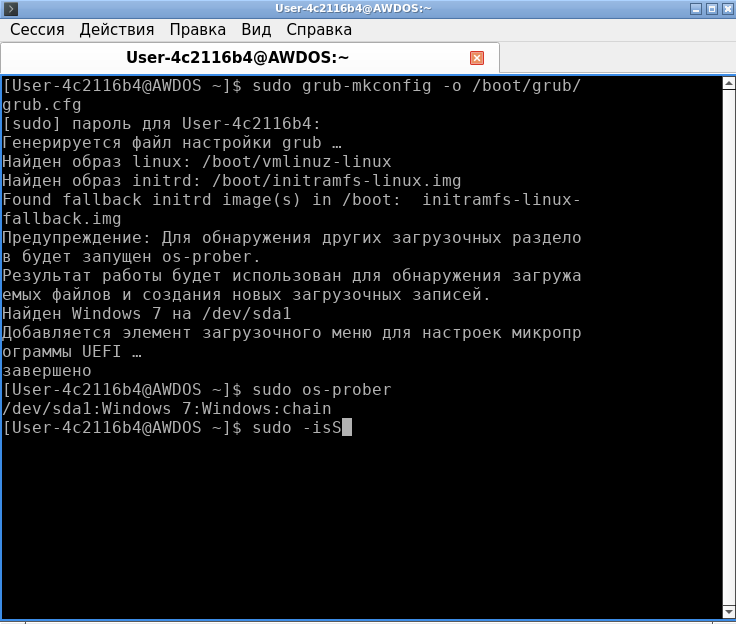 User-4c2116b4@AWDOS:~
Сессия Действия Правка Вид Справка
User-4c2116b4@AWDOS:~
[User-4c2116b4@AWDOS ~]$ sudo grub-mkconfig -o /boot/grub/
grub.cfg
[sudo] пароль для User-4c2116b4:
Генерируется файл настройки grub …
Найден образ linux: /boot/vmlinuz-linux
Найден образ initrd: /boot/initramfs-linux.img
Found fallback initrd image(s) in /boot:  initramfs-linux-
fallback.img
Предупреждение: Для обнаружения других загрузочных раздело
в будет запущен os-prober.
Результат работы будет использован для обнаружения загружа
емых файлов и создания новых загрузочных записей.
Найден Windows 7 на /dev/sda1
Добавляется элемент загрузочного меню для настроек микропр
ограммы UEFI …
завершено
[User-4c2116b4@AWDOS ~]$ sudo os-prober
/dev/sda1:Windows 7:Windows:chain
[User-4c2116b4@AWDOS ~]$ sudo -isS